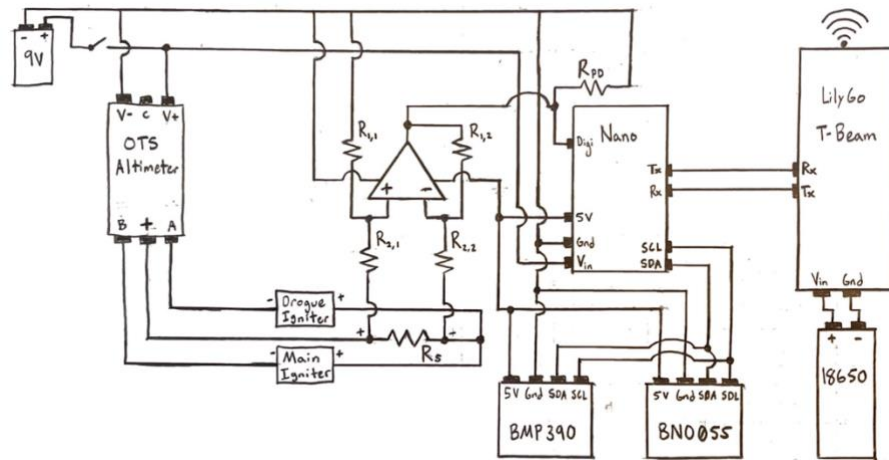 - +
9V
V- C V+
OTS
Altimeter
B + A
R1,1
R1,2
+ -
R2,1
R2,2
RPD
Digi
Nano
Tx
Rx
5V
Gnd
Vin
SCL
SDA
LilyGo
T-Beam
Rx
Tx
Vin Gnd
+ -
18650
- Drogue +
Igniter
+ RS +
- Main +
Igniter
5V Gnd SDA SCL
BMP390
5V Gnd SDA SDL
BNO055